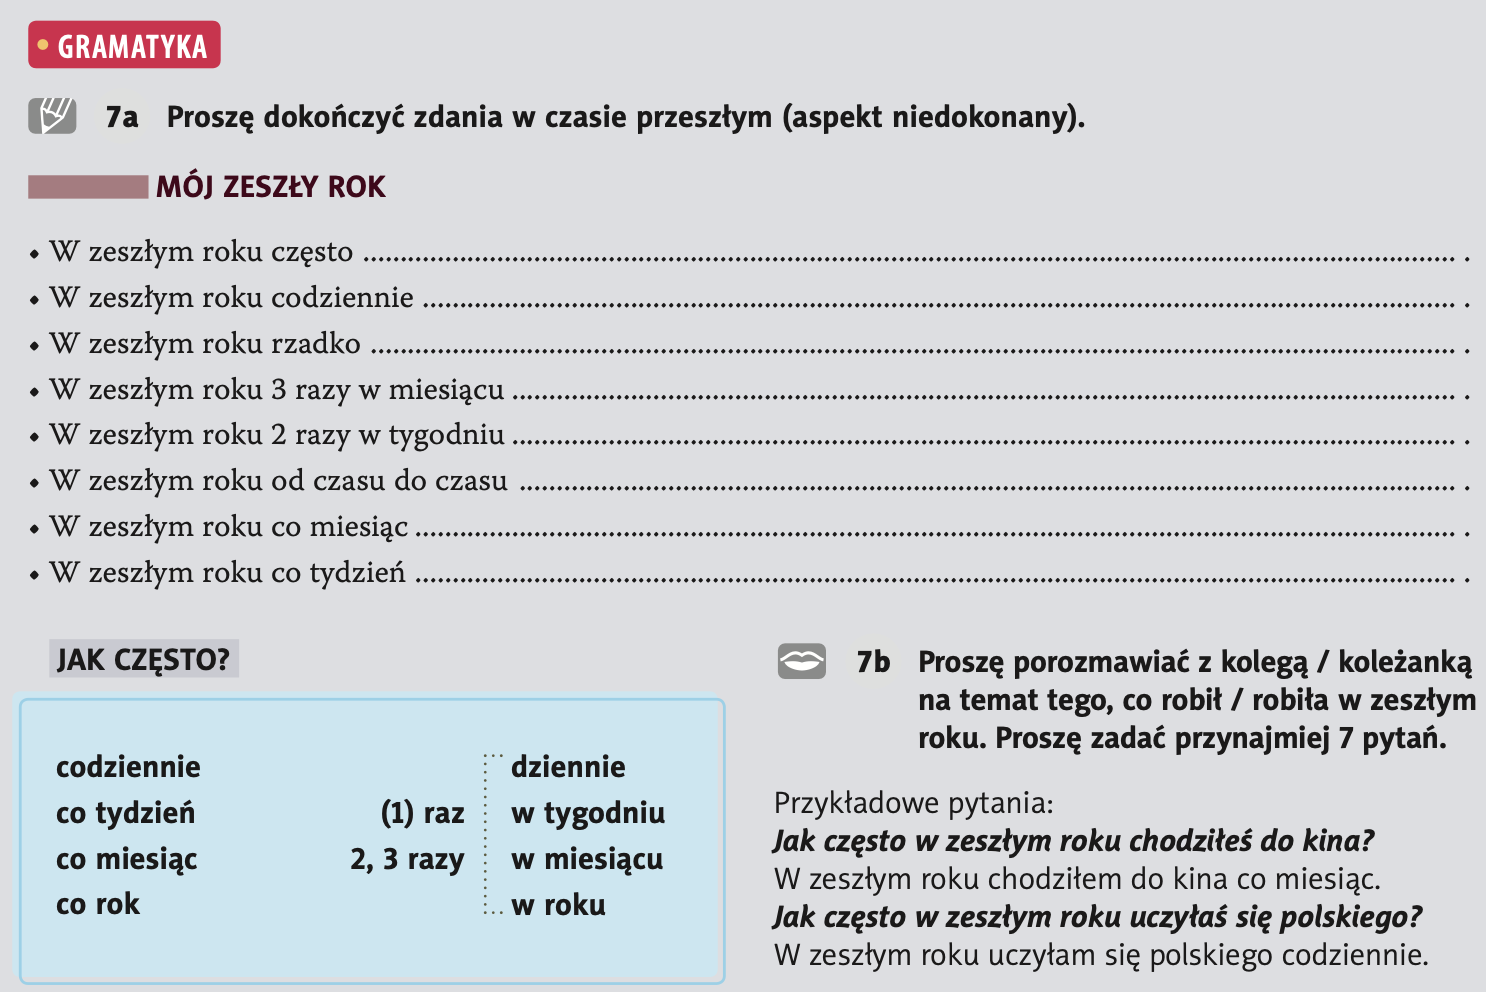 • GRAMATYKA
7a Proszę dokończyć zdania w czasie przeszłym (aspekt niedokonany).
MÓJ ZESZŁY ROK
• W zeszłym roku często .................................................. .
• W zeszłym roku codziennie .................................................. .
• W zeszłym roku rzadko .................................................. .
• W zeszłym roku 3 razy w miesiącu .................................................. .
• W zeszłym roku 2 razy w tygodniu .................................................. .
• W zeszłym roku od czasu do czasu .................................................. .
• W zeszłym roku co miesiąc .................................................. .
• W zeszłym roku co tydzień .................................................. .
JAK CZĘSTO?
codziennie dziennie
co tydzień (1) raz w tygodniu
co miesiąc 2, 3 razy w miesiącu
co rok w roku
7b Proszę porozmawiać z kolegą / koleżanką
na temat tego, co robił / robiła w zeszłym
roku. Proszę zadać przynajmiej 7 pytań.
Przykładowe pytania:
Jak często w zeszłym roku chodziłeś do kina?
W zeszłym roku chodziłem do kina co miesiąc.
Jak często w zeszłym roku uczyłaś się polskiego?
W zeszłym roku uczyłam się polskiego codziennie.